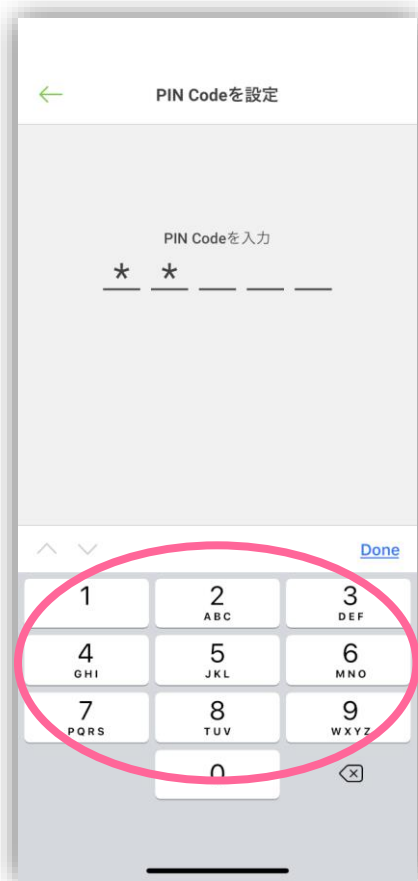 PIN Codeを設定
PIN Codeを入力
* *
Done
1 2 3
ABC DEF
4 5 6
GHI JKL MNO
7 8 9
PQRS TUV WXYZ
0